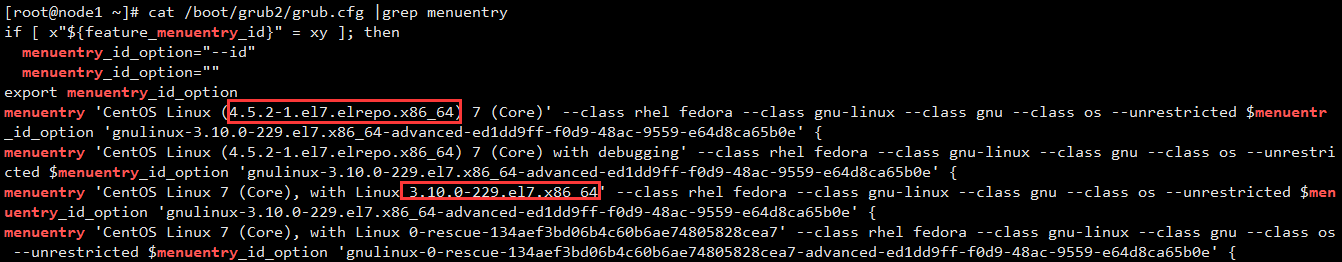 [root@node1 ~]# cat /boot/grub2/grub.cfg |grep menuentry
if [ x"${feature_menuentry_id}" = xy ]; then
  menuentry_id_option="--id"
  menuentry_id_option=""
export menuentry_id_option
menuentry 'CentOS Linux (4.5.2-1.el7.elrepo.x86_64) 7 (Core)' --class rhel fedora --class gnu-linux --class gnu --class os --unrestricted $menuentr
_id_option 'gnulinux-3.10.0-229.el7.x86_64-advanced-ed1dd9ff-f0d9-48ac-9559-e64d8ca65b0e' {
menuentry 'CentOS Linux (4.5.2-1.el7.elrepo.x86_64) 7 (Core) with debugging' --class rhel fedora --class gnu-linux --class gnu --class os --unrestri
cted $menuentry_id_option 'gnulinux-3.10.0-229.el7.x86_64-advanced-ed1dd9ff-f0d9-48ac-9559-e64d8ca65b0e' {
menuentry 'CentOS Linux 7 (Core), with Linux 3.10.0-229.el7.x86_64' --class rhel fedora --class gnu-linux --class gnu --class os --unrestricted $men
uentry_id_option 'gnulinux-3.10.0-229.el7.x86_64-advanced-ed1dd9ff-f0d9-48ac-9559-e64d8ca65b0e' {
menuentry 'CentOS Linux 7 (Core), with Linux 0-rescue-134aef3bd06b4c60b6ae74805828cea7' --class rhel fedora --class gnu-linux --class gnu --class os
 --unrestricted $menuentry_id_option 'gnulinux-0-rescue-134aef3bd06b4c60b6ae74805828cea7-advanced-ed1dd9ff-f0d9-48ac-9559-e64d8ca65b0e' {